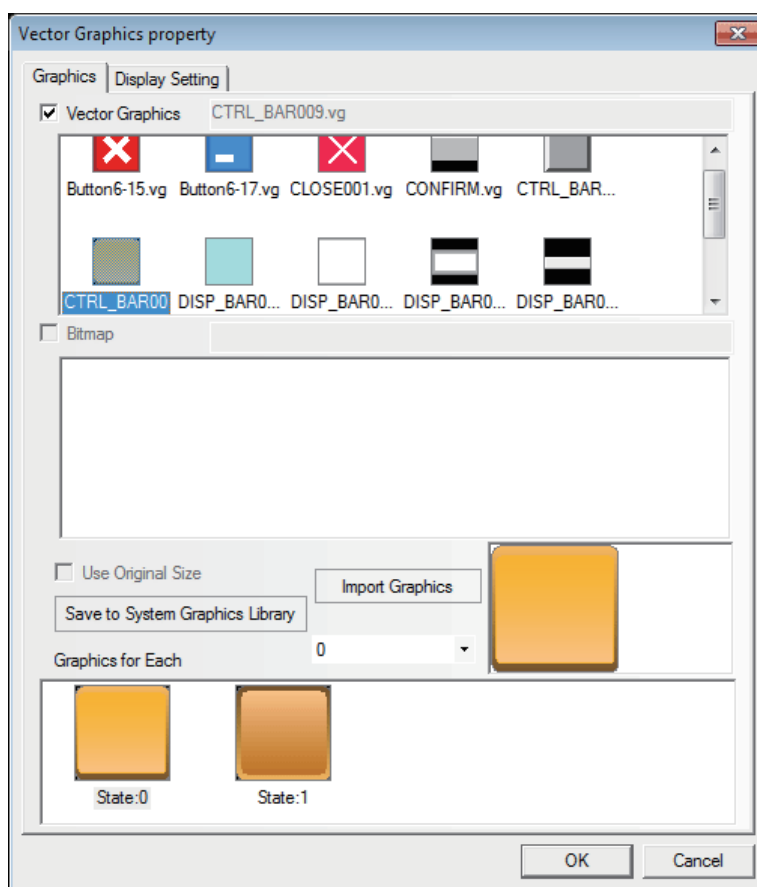 Vector Graphics property
Graphics Display Setting
Vector Graphics CTRL_BAR009.vg
Button6-15.vg Button6-17.vg CLOSE001.vg CONFIRM.vg CTRL_BAR...
CTRL_BAR00 DISP_BAR0... DISP_BAR0... DISP_BAR0... DISP_BAR0...
Bitmap
Use Original Size
Import Graphics
Save to System Graphics Library
0
Graphics for Each
State:0 State:1
OK Cancel